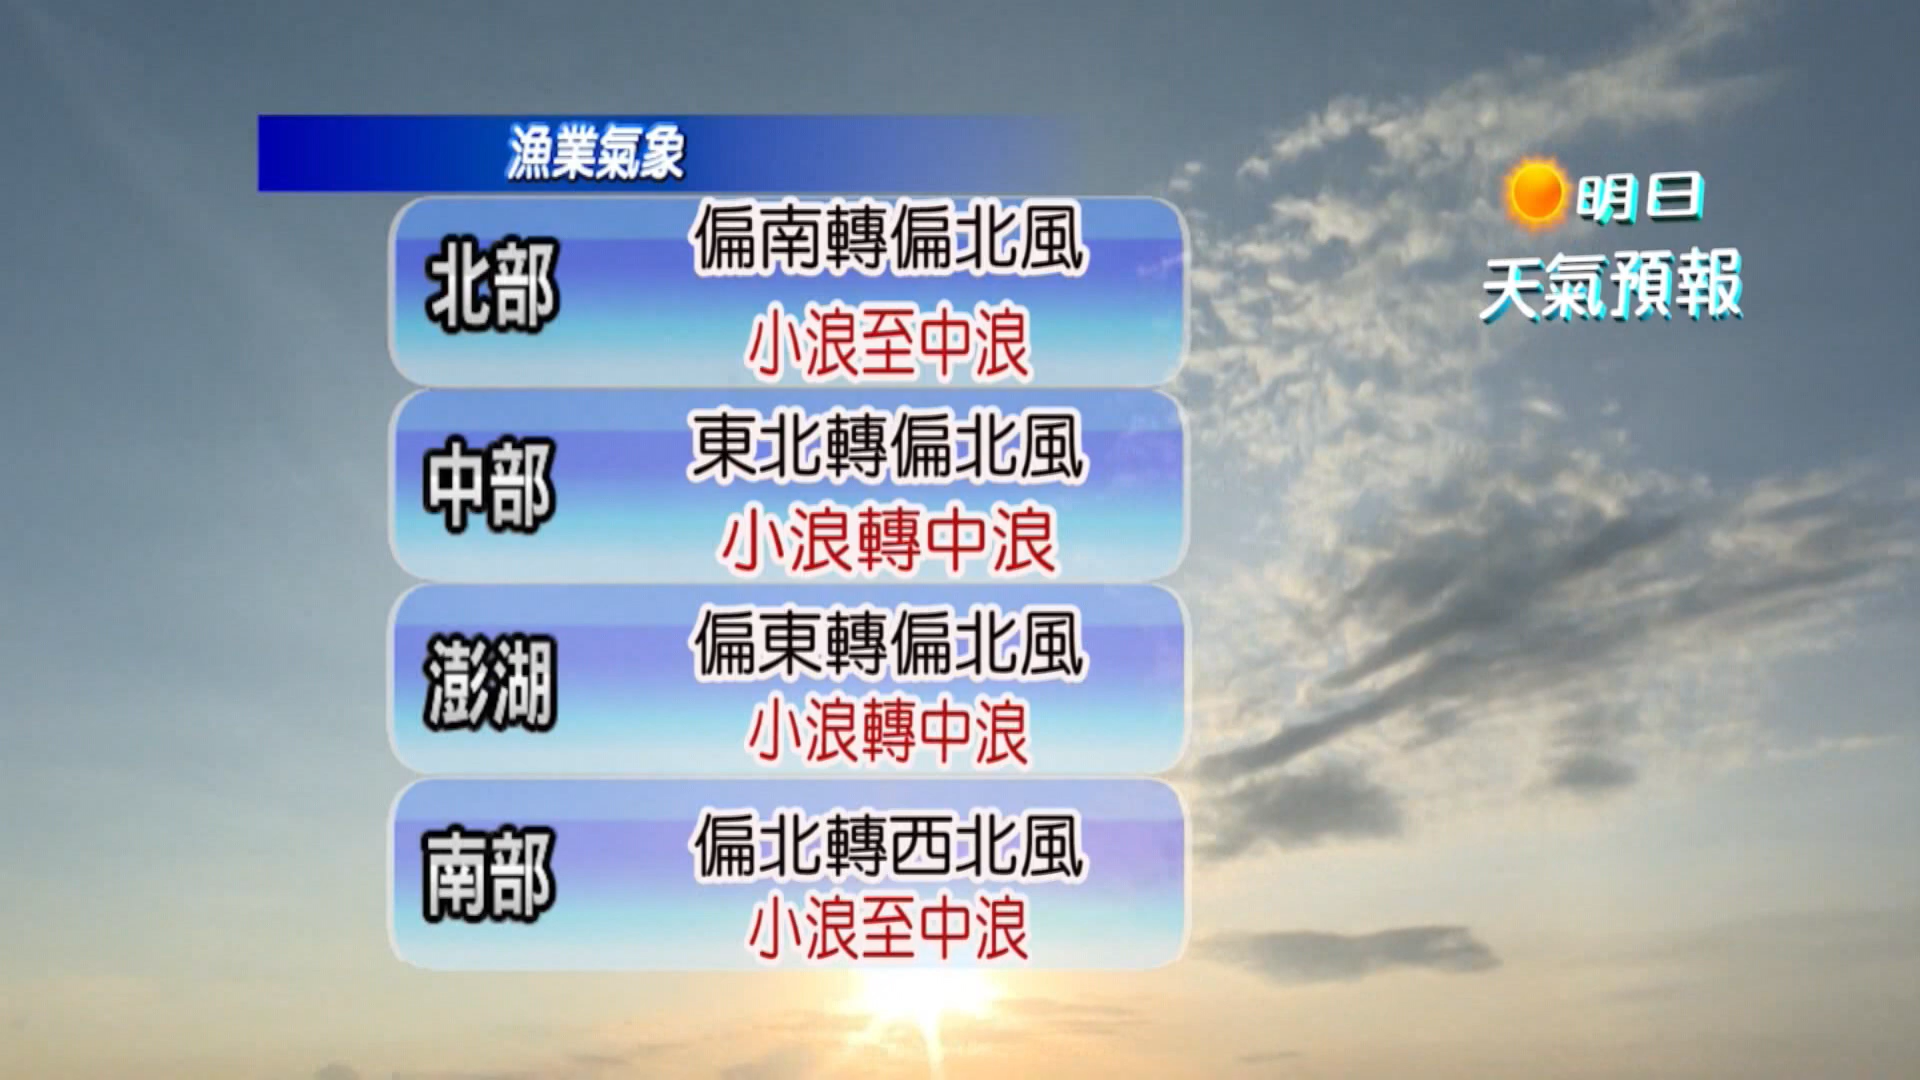 漁業氣象
明日
天氣預報
北部
偏南轉偏北風
小浪至中浪
中部
東北轉偏北風
小浪轉中浪
澎湖
偏東轉偏北風
小浪轉中浪
南部
偏北轉西北風
小浪至中浪